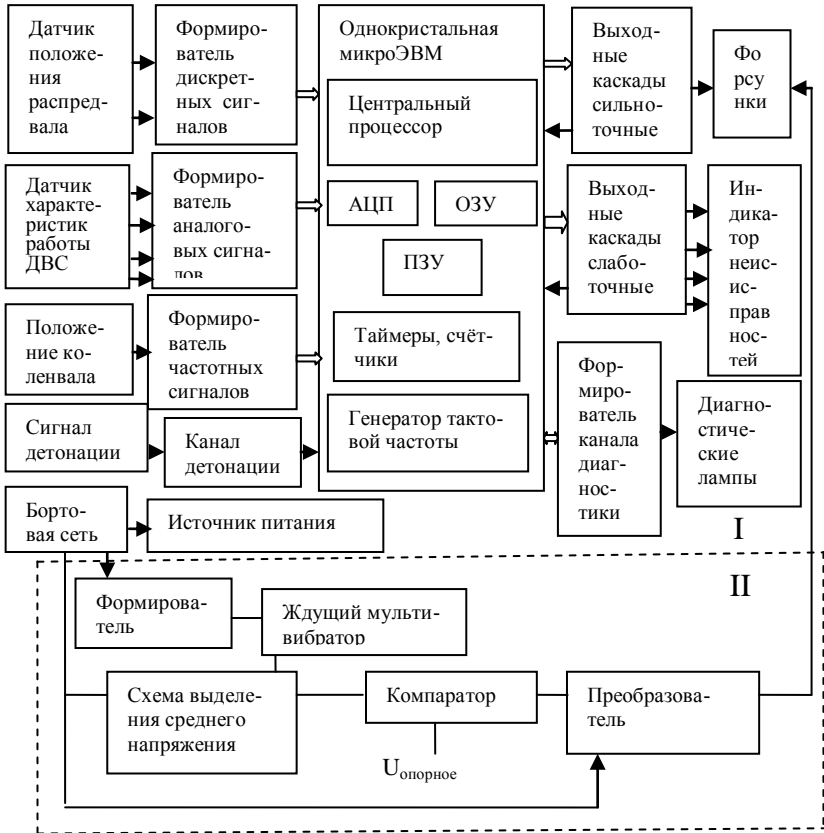 Датчик
положения
распред-
вала
Формиро-
ватель
дискрет-
ных сиг-
налов
Однокристальная
микроЭВМ
Центральный
процессор
АЦП
ОЗУ
ПЗУ
Таймеры, счёт-
чики
Генератор такто-
вой частоты
Выход-
ные
каскады
сильно-
точные
Фо
рсу
нки
Датчик
характе-
ристик
работы
ДВС
Формиро-
ватель
аналого-
вых сигна-
лов
Выход-
ные
каскады
слабо-
точные
Ин-
дика
тор
неис
ис-
прав
нос-
тей
Положе-
ние ко-
ленвала
Формиро-
ватель
частотных
сигналов
Сигнал
детонации
Канал
детонации
Фор-
миро-
ватель
канала
диаг-
нос-
тики
Диагно-
стиче-
ские
лампы
Борто-
вая сеть
Источник питания
I
II
Формирова-
тель
Ждущий мульти-
вибратор
Схема выделе-
ния среднего
напряжения
Компаратор
Преобразова-
тель
Uопорное